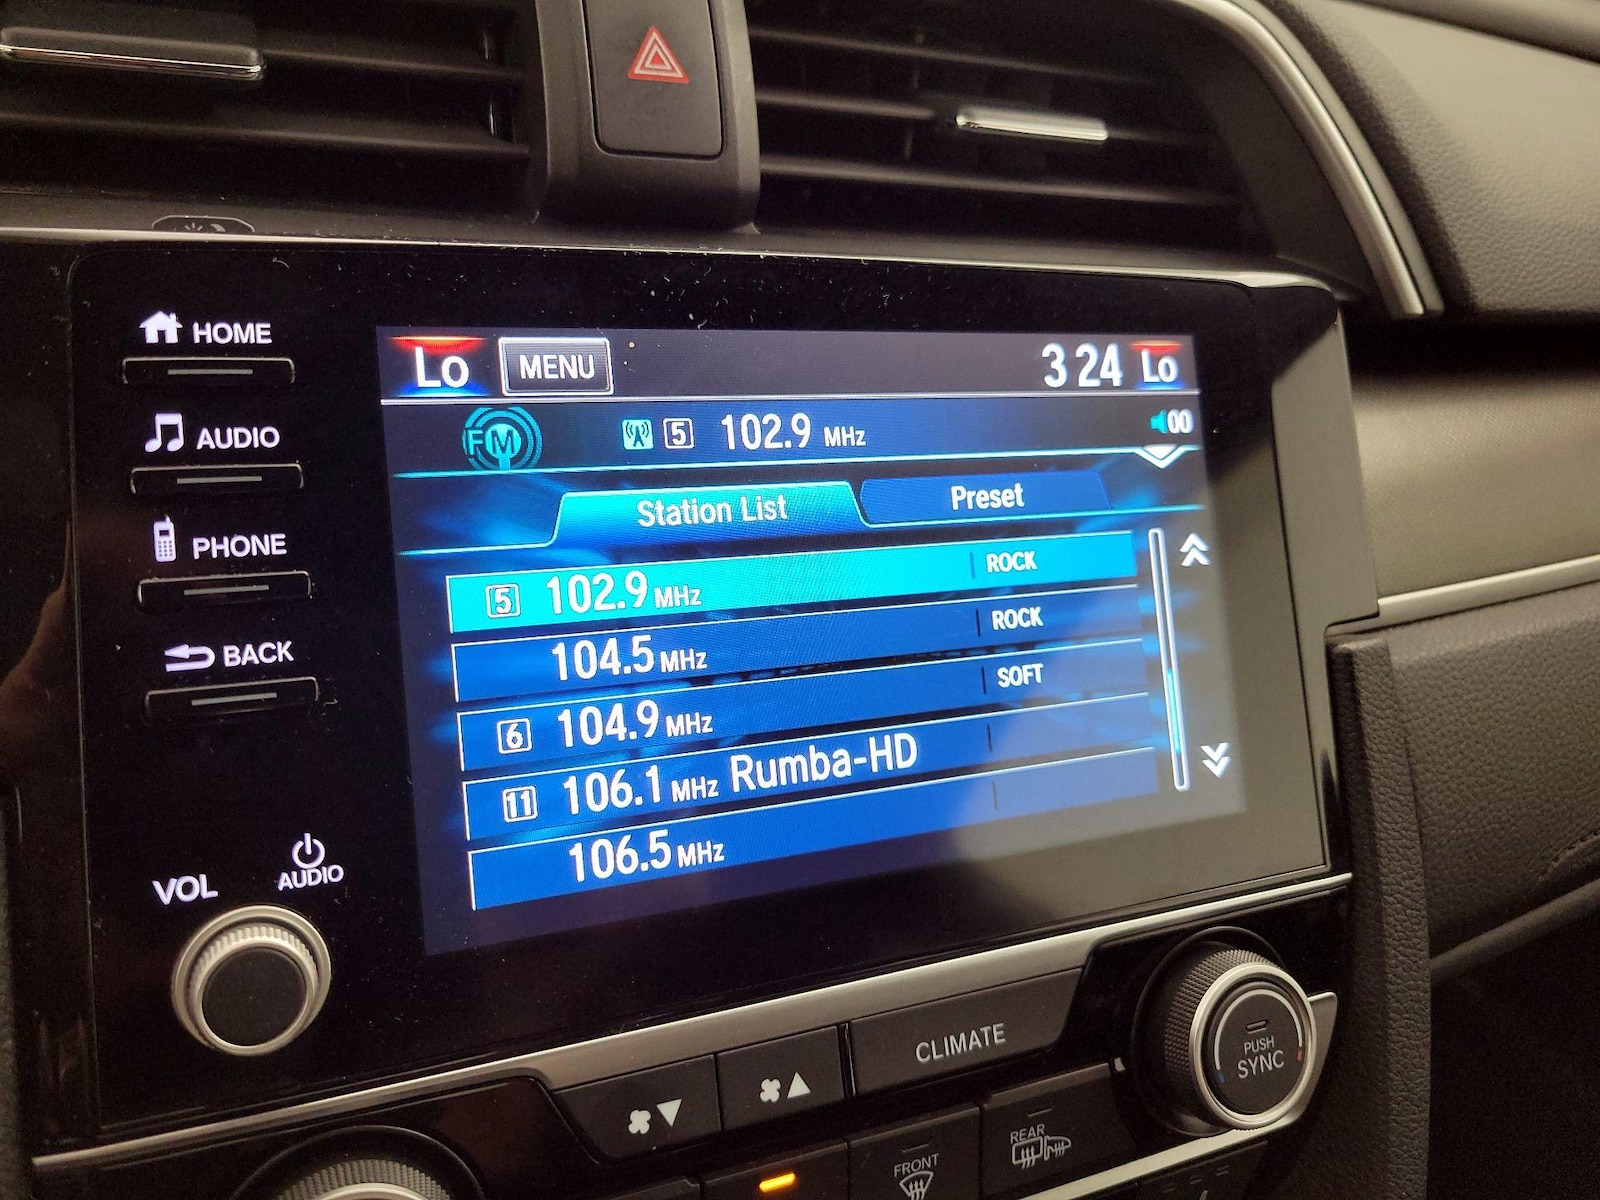 HOME
AUDIO
PHONE
BACK
VOL
AUDIO
Lo MENU 3 24 Lo
FM 5 102.9 MHz 00
Station List Preset
5 102.9 MHz ROCK
104.5 MHz ROCK
6 104.9 MHz SOFT
11 106.1 MHz Rumba-HD
106.5 MHz
CLIMATE
PUSH
SYNC
FRONT
REAR